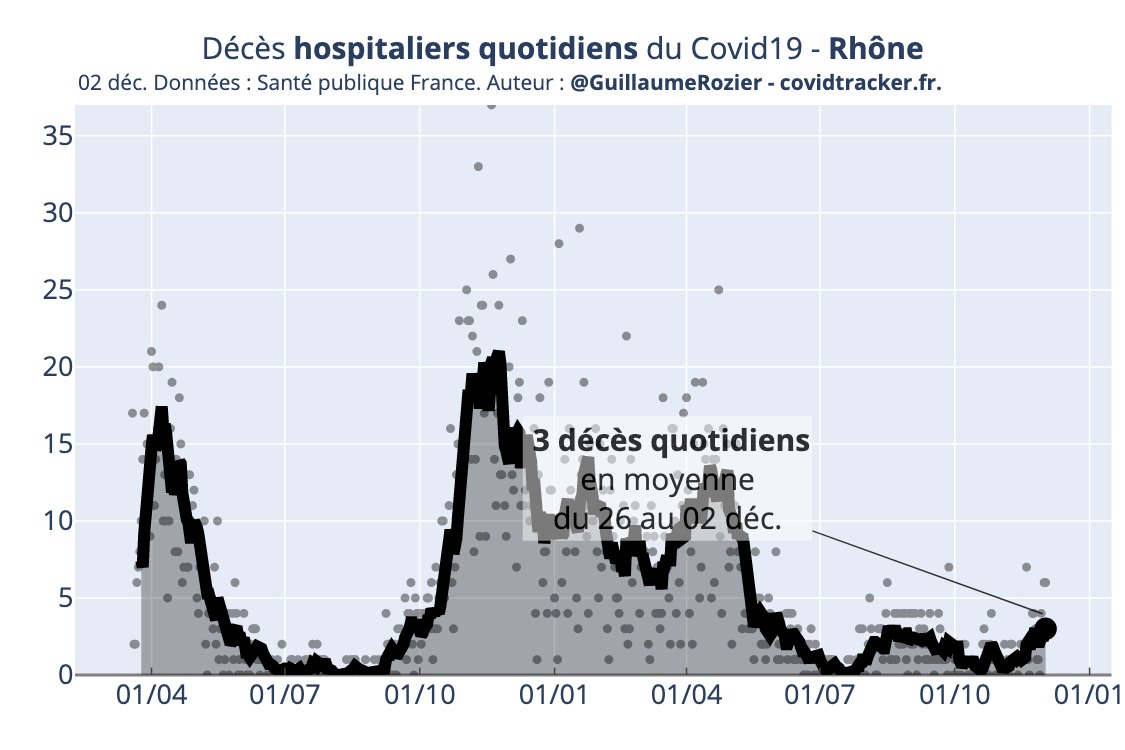 Décès hospitaliers quotidiens du Covid19 - Rhône
02 déc. Données : Santé publique France. Auteur : @GuillaumeRozier - covidtracker.fr.
35
30
25
20
15
10
5
0
3 décès quotidiens
en moyenne
du 26 au 02 déc.
01/04 01/07 01/10 01/01 01/04 01/07 01/10 01/01